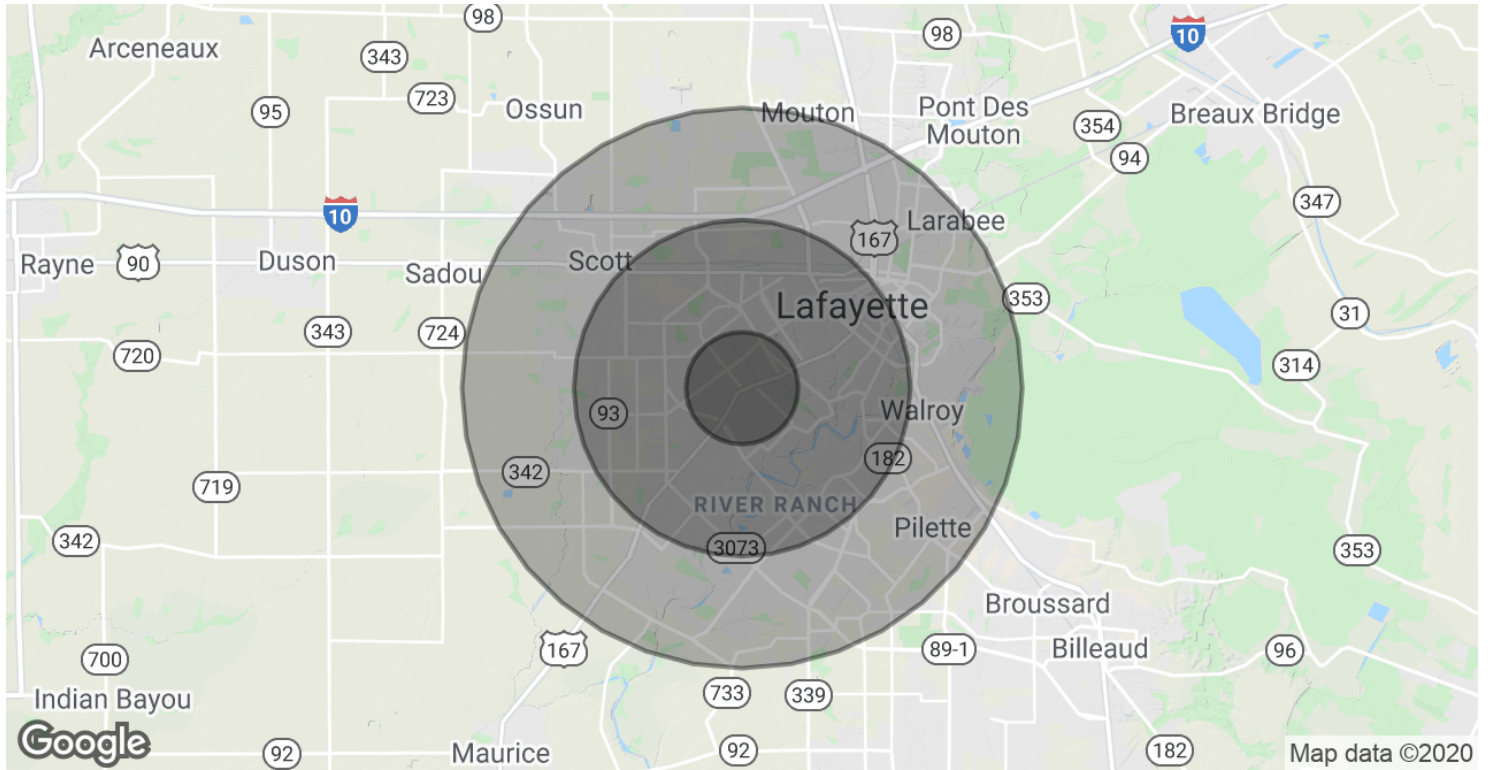 98
98
10
Arceneaux
343
723
95
Ossun
Mouton
Pont Des
Mouton
354
Breaux Bridge
94
347
10
Larabee
167
Rayne
90
Duson
Sadou
Scott
Lafayette
353
31
343
724
720
314
93
Walroy
182
342
719
RIVER RANCH
Pilette
342
3073
353
Broussard
167
89-1
Billeaud
96
700
Indian Bayou
733
339
Google
92
Maurice
92
182
Map data ©2020